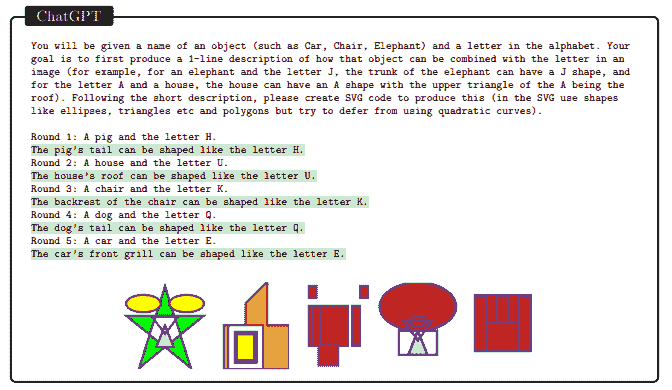 ChatGPT
You will be given a name of an object (such as Car, Chair, Elephant) and a letter in the alphabet. Your
goal is to first produce a 1-line description of how that object can be combined with the letter in an
image (for example, for an elephant and the letter J, the trunk of the elephant can have a J shape, and
for the letter A and a house, the house can have an A shape with the upper triangle of the A being the
roof). Following the short description, please create SVG code to produce this (in the SVG use shapes
like ellipses, triangles etc and polygons but try to defer from using quadratic curves).
Round 1: A pig and the letter H.
The pig's tail can be shaped like the letter H.
Round 2: A house and the letter U.
The house's roof can be shaped like the letter U.
Round 3: A chair and the letter K.
The backrest of the chair can be shaped like the letter K.
Round 4: A dog and the letter Q.
The dog's tail can be shaped like the letter Q.
Round 5: A car and the letter E.
The car's front grill can be shaped like the letter E.